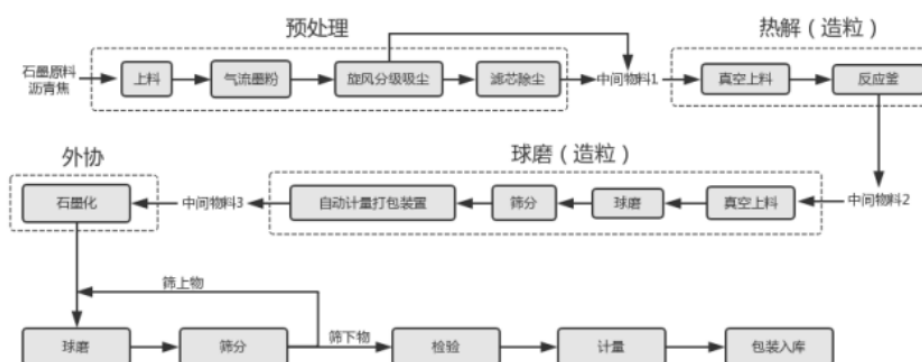 预处理
热解（造粒）
石墨原料
沥青焦
上料
气流墨粉
旋风分级吸尘
滤芯除尘
中间物料1
真空上料
反应釜
外协
球磨（造粒）
石墨化
中间物料3
自动计量打包装置
筛分
球磨
真空上料
中间物料2
筛上物
球磨
筛分
筛下物
检验
计量
包装入库